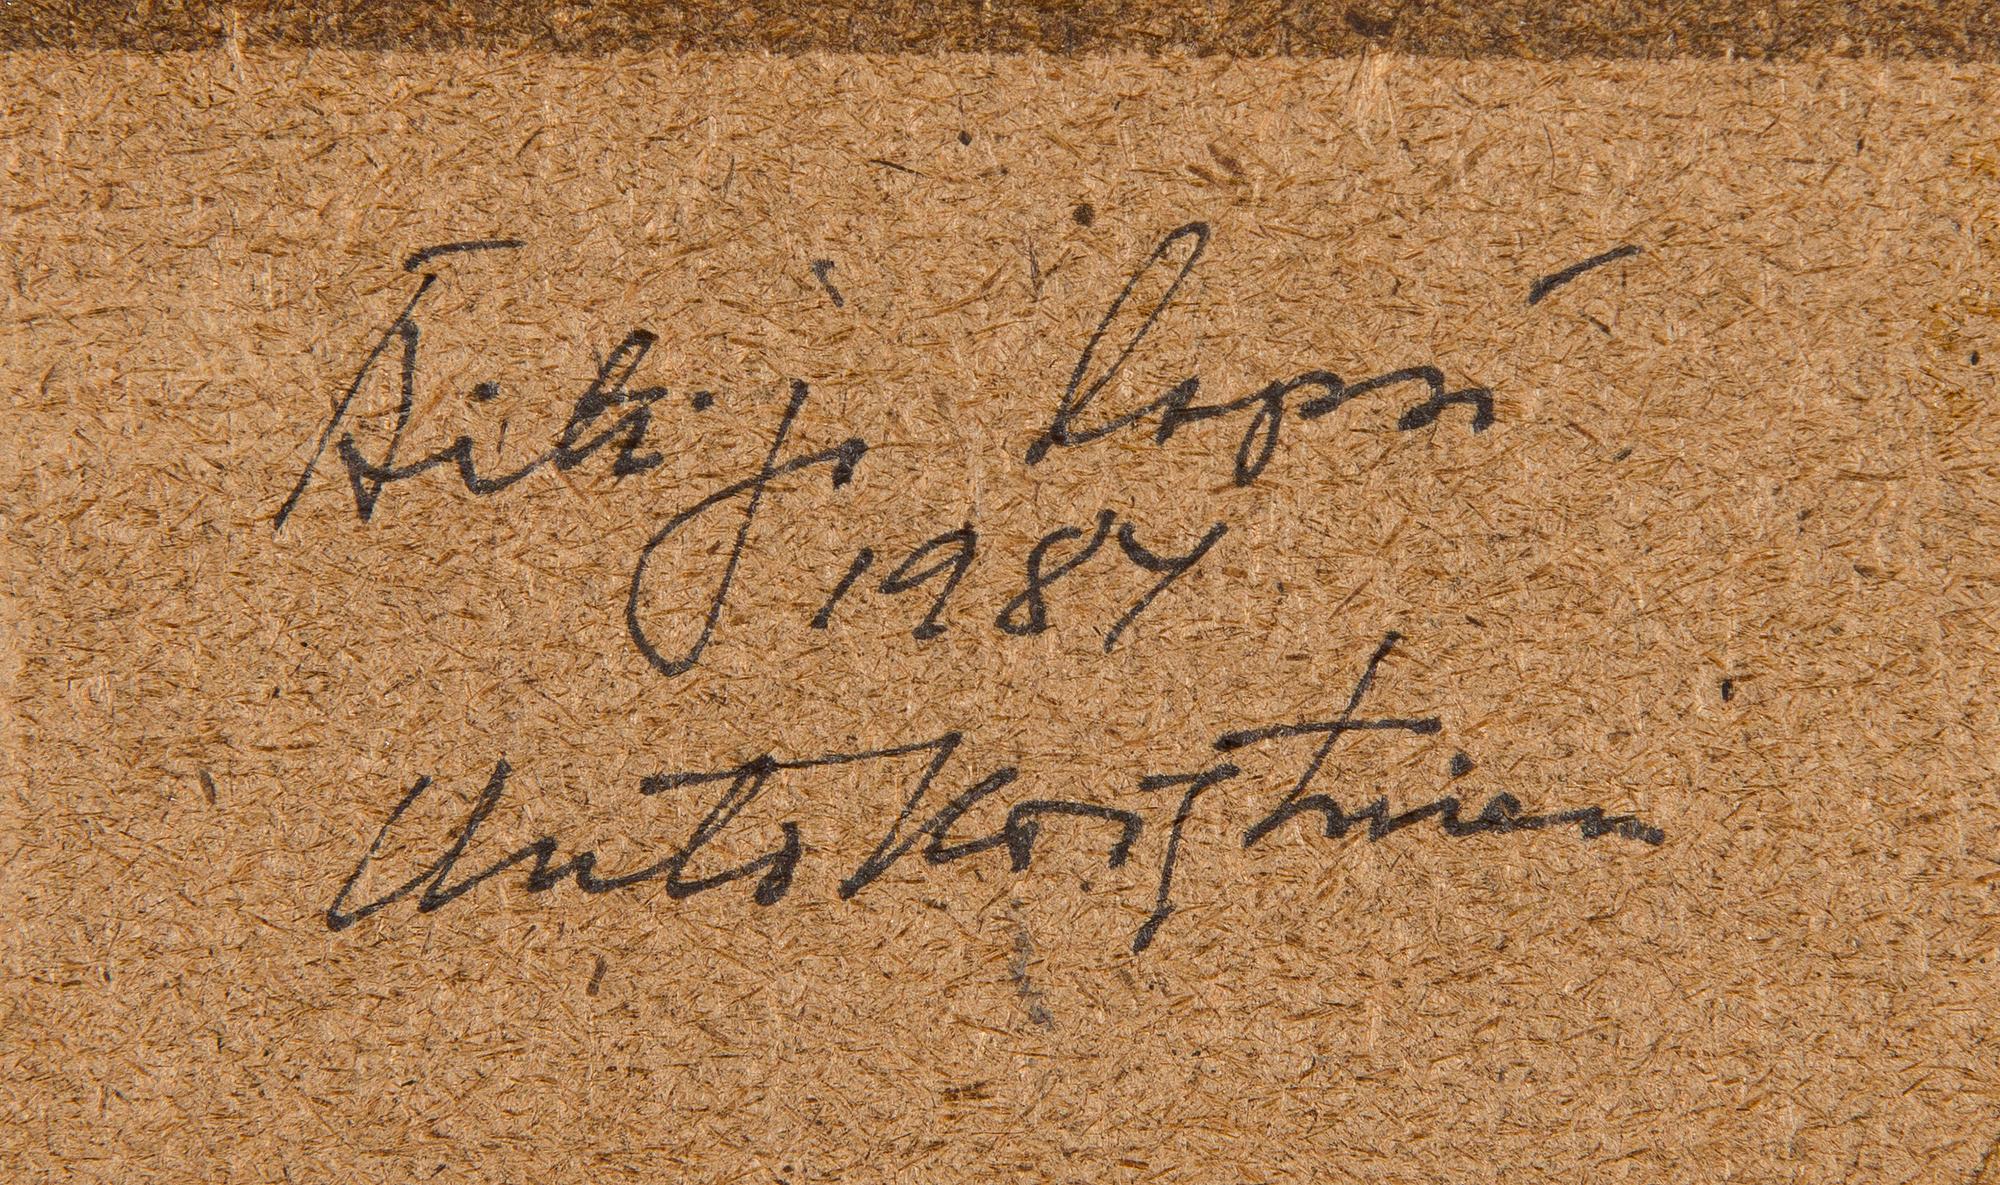 Äiti ja lapsi
1984
Unto Koistinen